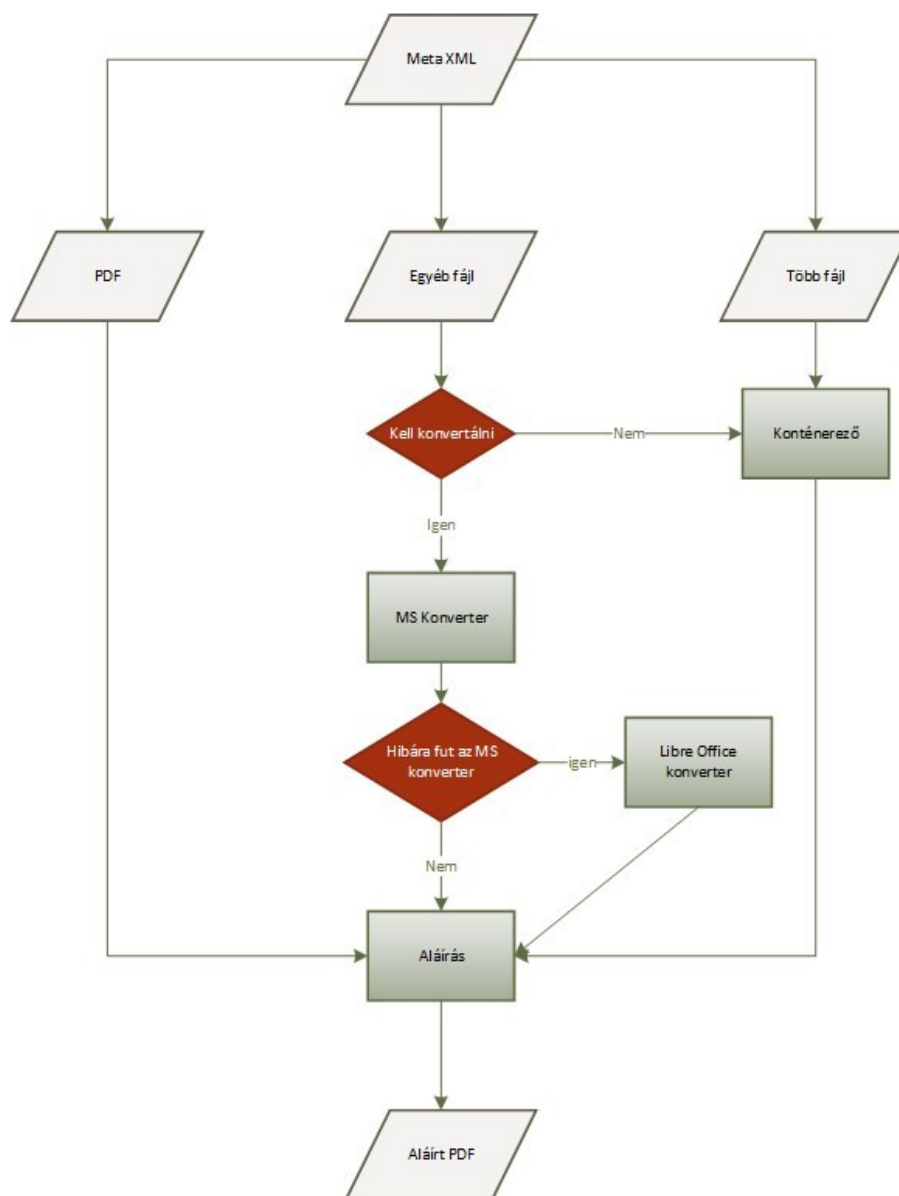 Meta XML
PDF
Egyéb fájl
Több fájl
Kell konvertálni
Nem
Konténerező
Igen
MS Konverter
Hibára fut az MS
konverter
igen
Libre Office
konverter
Nem
Aláírás
Aláírt PDF